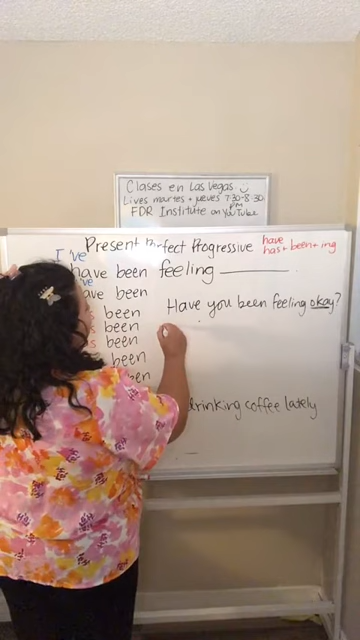 Clases en Las Vegas
Lives martes + jueves 7:30-8:30 pm
FDR Institute on YouTube
Present Perfect Progressive have
has + been + ing
I've
have been feeling
've
have been
Have you been feeling okay?
been
been
been
been
drinking coffee lately